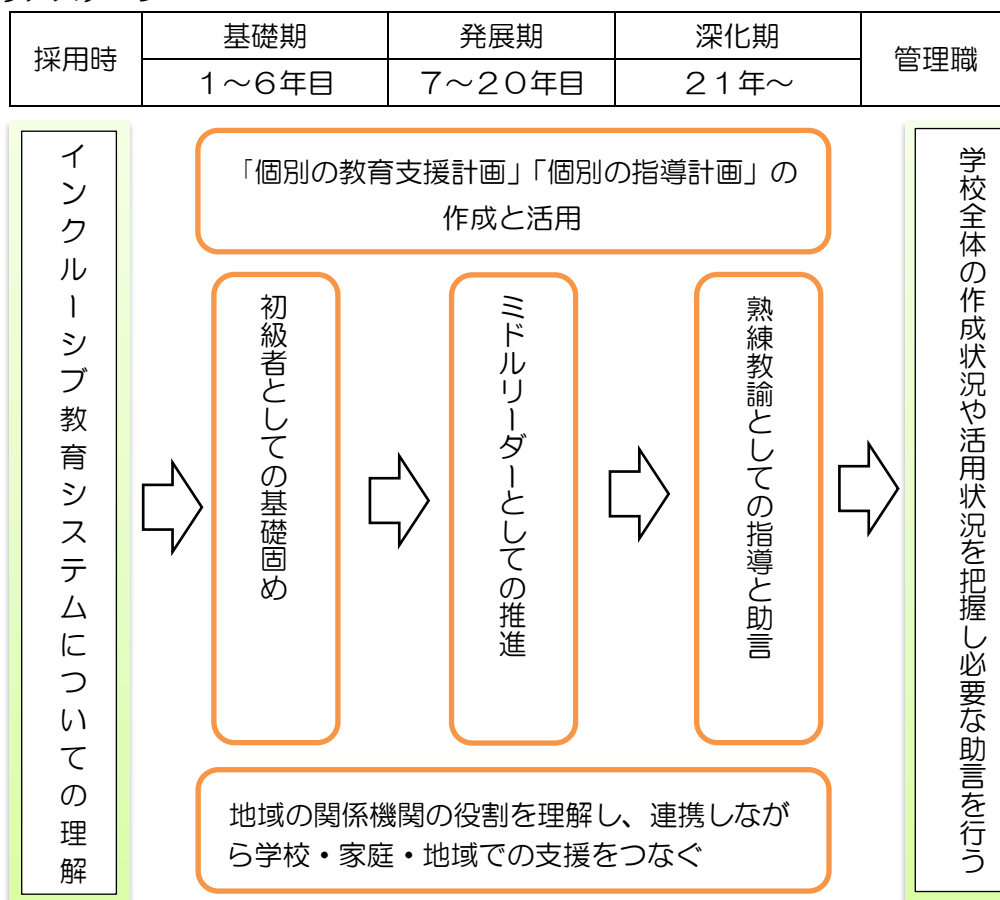 採用時
基礎期
発展期
深化期
管理職
1~6年目
7~20年目
21年~
インクルーシブ教育システムについての理解
「個別の教育支援計画」「個別の指導計画」の
作成と活用
初級者としての基礎固め
ミドルリーダーとしての推進
熟練教諭としての指導と助言
地域の関係機関の役割を理解し、連携しなが
ら学校・家庭・地域での支援をつなぐ
学校全体の作成状況や活用状況を把握し必要な助言を行う